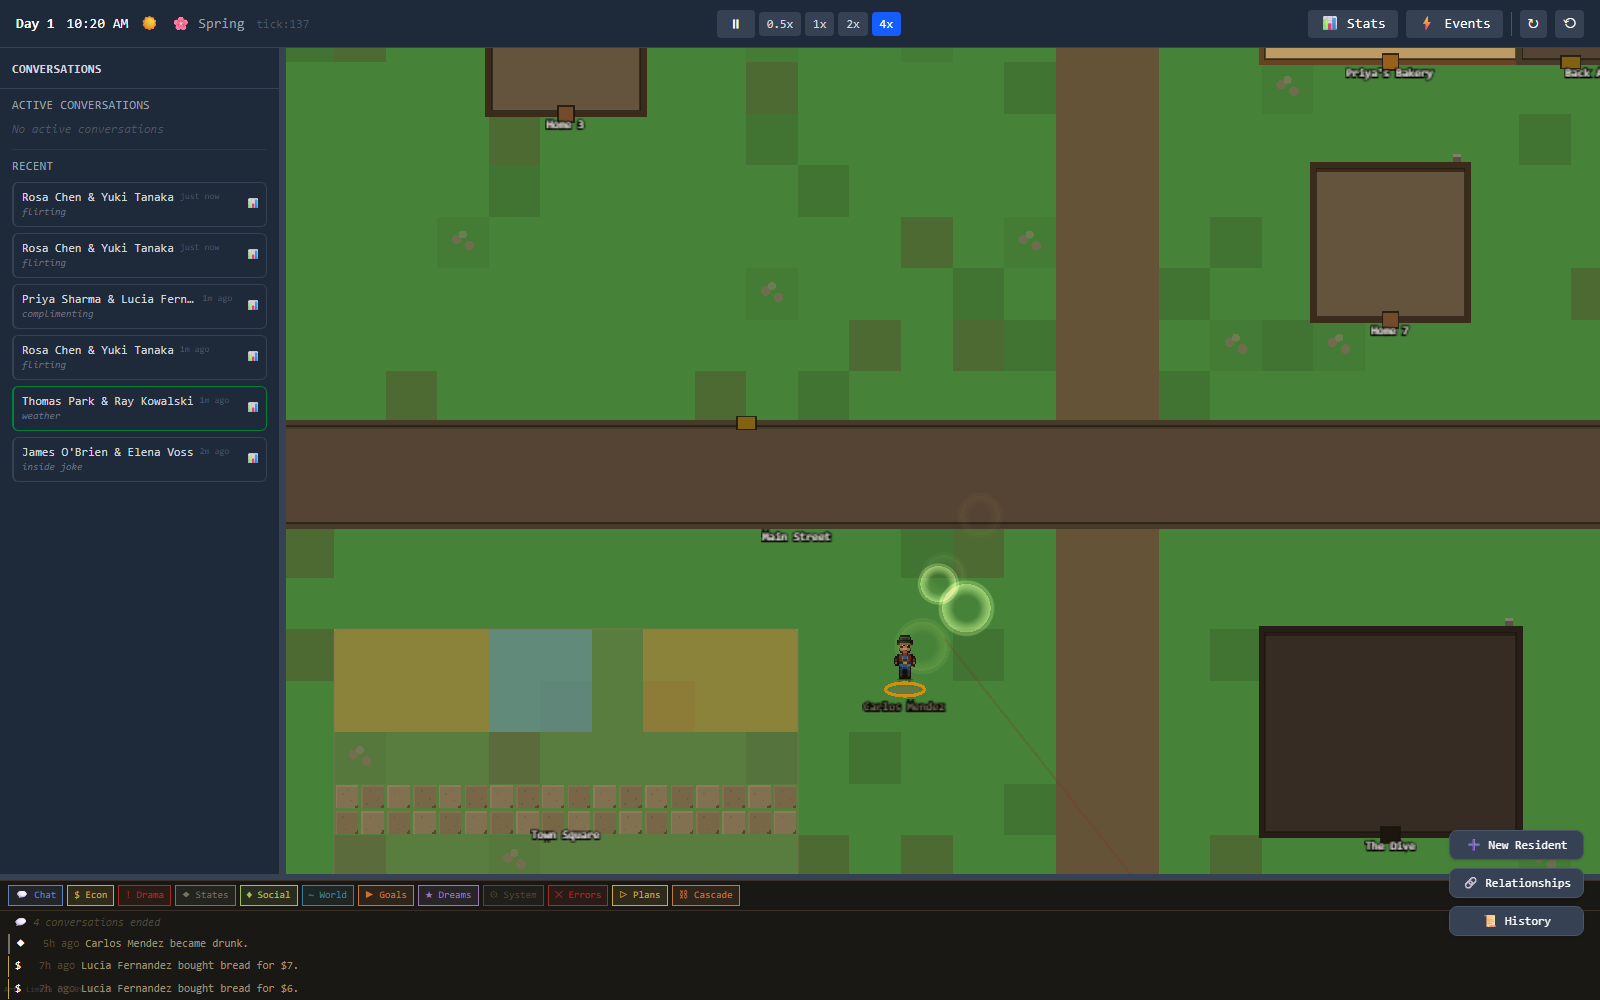 Day 1 10:20 AM Spring tick:137
0.5x 1x 2x 4x
Stats Events
CONVERSATIONS
ACTIVE CONVERSATIONS
No active conversations
RECENT
Rosa Chen & Yuki Tanaka just now
flirting
Rosa Chen & Yuki Tanaka just now
flirting
Priya Sharma & Lucia Fern… 1m ago
complimenting
Rosa Chen & Yuki Tanaka 1m ago
flirting
Thomas Park & Ray Kowalski 1m ago
weather
James O'Brien & Elena Voss 2m ago
inside joke
Home 3
Priya's Bakery
Back
Home 7
Main Street
Carlos Mendez
Town Square
The Dive
New Resident
Relationships
History
Chat $ Econ ! Drama States Social ~ World Goals Dreams System Errors Plans Cascade
4 conversations ended
5h ago Carlos Mendez became drunk.
$ 7h ago Lucia Fernandez bought bread for $7.
$ 7h ago Lucia Fernandez bought bread for $6.